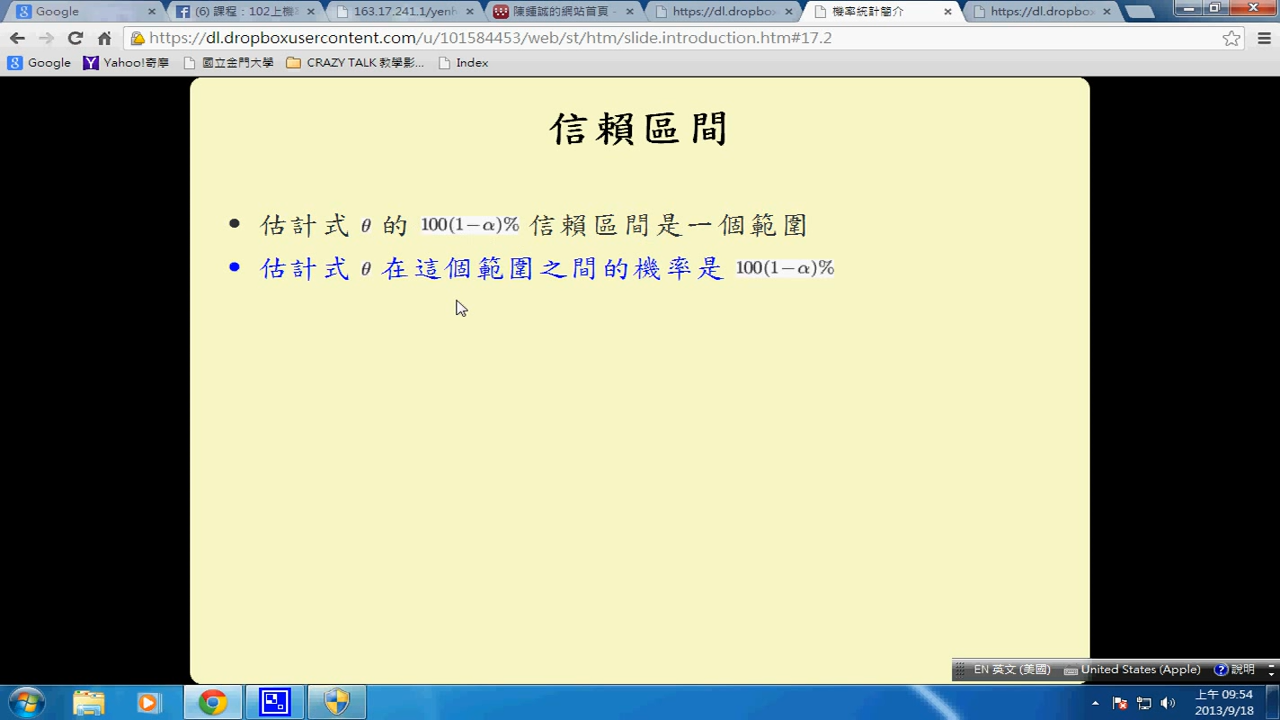 Google
(6) 課程：102上機
163.17.241.1/yenh
陳鍾誠的網站首頁 -
https://dl.dropbo
機率統計簡介
https://dl.dropbo
https://dl.dropboxusercontent.com/u/101584453/web/st/htm/slide.introduction.htm#17.2
Google
Yahoo!奇摩
國立金門大學
CRAZY TALK 教學影...
Index
信賴區間
估計式 θ 的 100(1−α)% 信賴區間是一個範圍
估計式 θ 在這個範圍之間的機率是 100(1−α)%
EN 英文 (美國)
United States (Apple)
說明
上午 09:54
2013/9/18